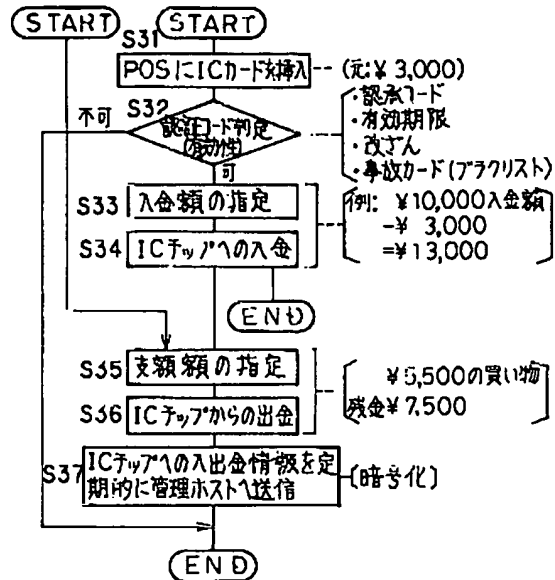 START START
S31
POSにICカードを挿入
(元:¥3,000)
S32
不可
認証コード判定
(有効性)
・認承コード
・有効期限
・改ざん
・事故カード(ブラクリスト)
可
S33 入金額の指定
S34 ICチップへの入金
例: ¥10,000入金額
-¥ 3,000
=¥13,000
END
S35 支額額の指定
S36 ICチップからの出金
¥5,500の買い物
残金¥7,500
S37
ICチップへの入出金情報を定
期的に管理ホストへ送信
(暗号化)
END